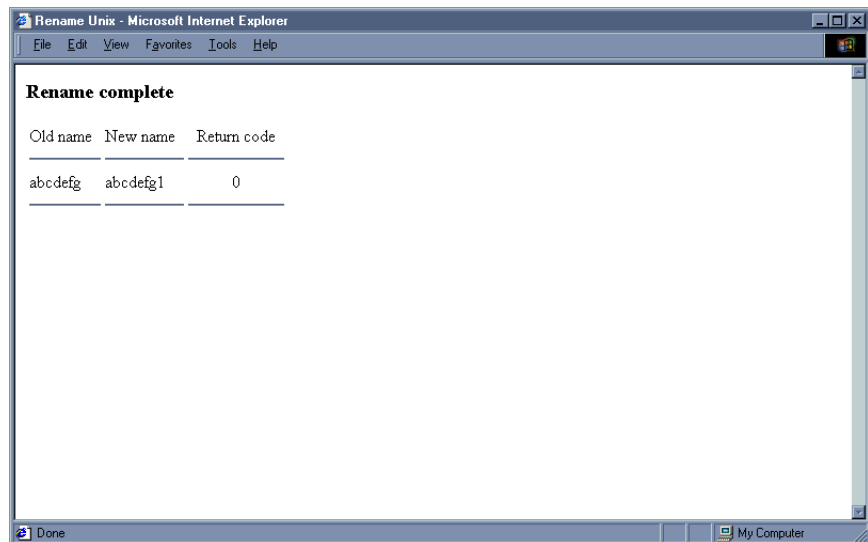 Rename Unix - Microsoft Internet Explorer
File Edit View Favorites Tools Help
Rename complete
Old name New name Return code
abcdefg abcdefg1 0
Done My Computer